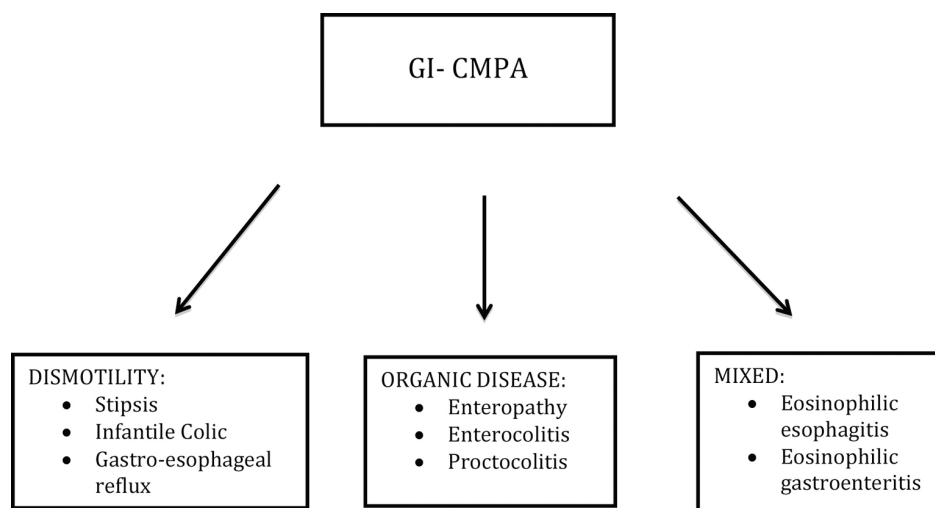 GI- CMPA
DISMOTILITY:
• Stipsis
• Infantile Colic
• Gastro-esophageal
reflux
ORGANIC DISEASE:
• Enteropathy
• Enterocolitis
• Proctocolitis
MIXED:
• Eosinophilic
esophagitis
• Eosinophilic
gastroenteritis